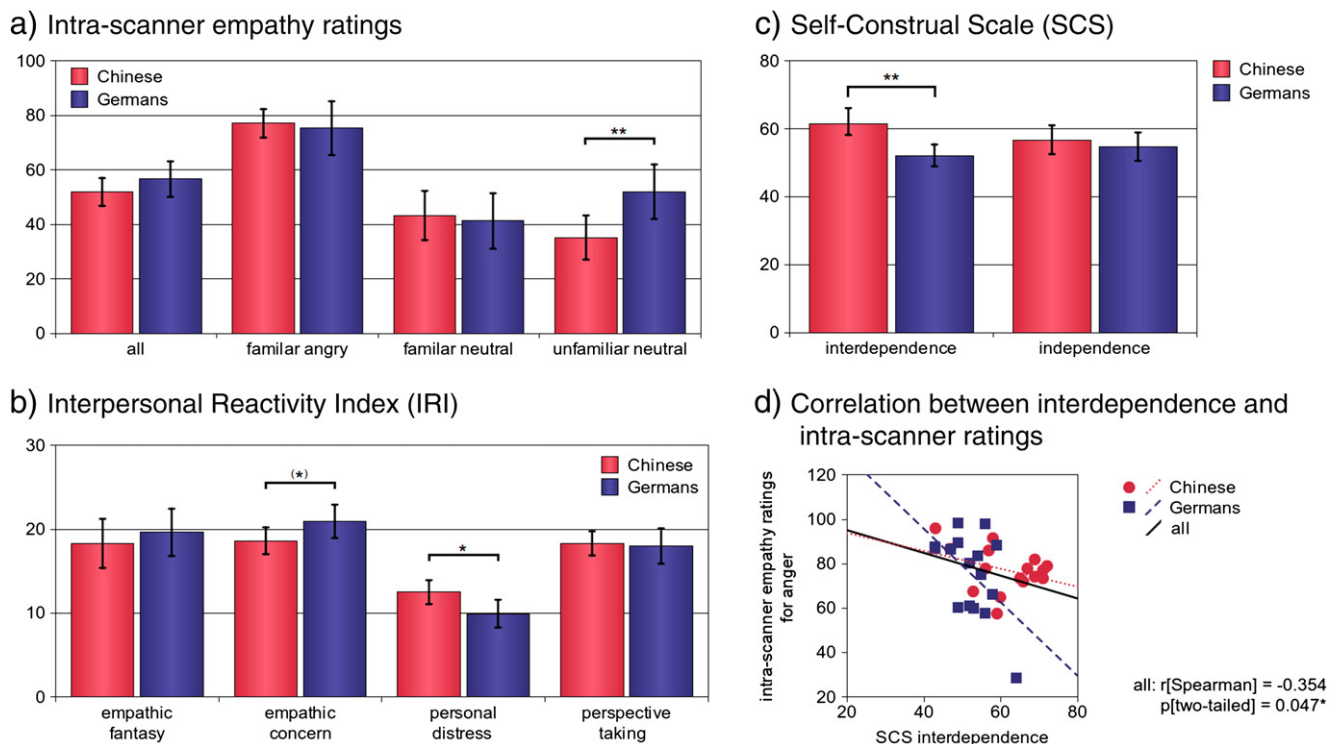 a) Intra-scanner empathy ratings
100
80
60
40
20
0
Chinese
Germans
**
all
familar angry
familar neutral
unfamiliar neutral
b) Interpersonal Reactivity Index (IRI)
30
20
10
0
(*)
*
Chinese
Germans
empathic
fantasy
empathic
concern
personal
distress
perspective
taking
c) Self-Construal Scale (SCS)
80
60
40
20
0
**
Chinese
Germans
interdependence
independence
d) Correlation between interdependence and
intra-scanner ratings
intra-scanner empathy ratings
for anger
120
100
80
60
40
20
20
40
60
80
SCS interdependence
Chinese
Germans
all
all: r[Spearman] = -0.354
p[two-tailed] = 0.047*